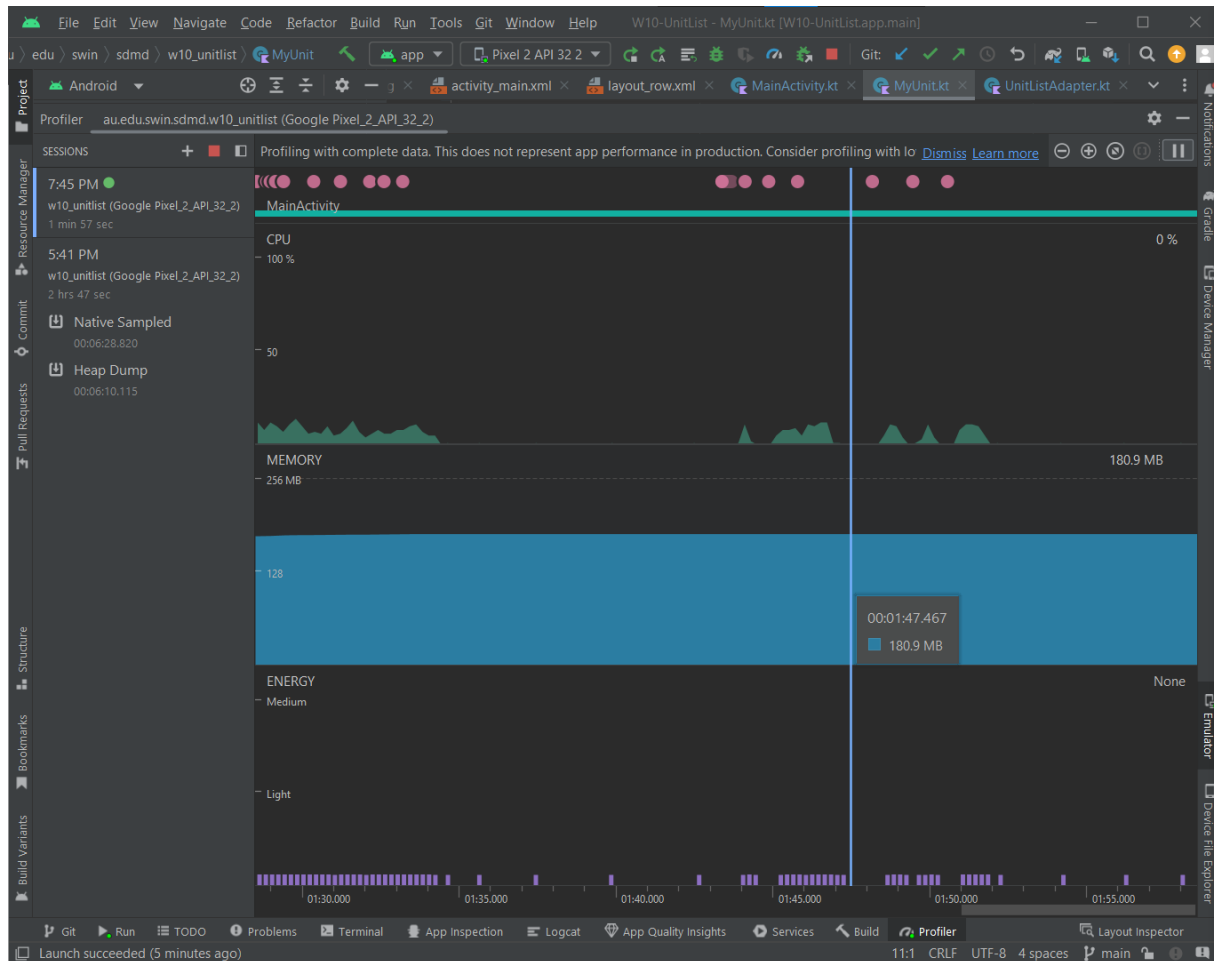 File Edit View Navigate Code Refactor Build Run Tools Git Window Help W10-UnitList - MyUnit.kt [W10-UnitList.app.main]
edu swin sdmd w10_unitlist MyUnit app Pixel 2 API 32 2 Git:
Android activity_main.xml layout_row.xml MainActivity.kt MyUnit.kt UnitListAdapter.kt
Profiler au.edu.swin.sdmd.w10_unitlist (Google Pixel_2_API_32_2)
SESSIONS
Profiling with complete data. This does not represent app performance in production. Consider profiling with lo Dismiss Learn more
7:45 PM
w10_unitlist (Google Pixel_2_API_32_2)
1 min 57 sec
5:41 PM
w10_unitlist (Google Pixel_2_API_32_2)
2 hrs 47 sec
Native Sampled
00:06:28.820
Heap Dump
00:06:10.115
MainActivity
CPU 0 %
100 %
50
MEMORY 180.9 MB
256 MB
128
00:01:47.467
180.9 MB
ENERGY None
Medium
Light
01:30.000 01:35.000 01:40.000 01:45.000 01:50.000 01:55.000
Project
Resource Manager
Commit
Pull Requests
Structure
Bookmarks
Build Variants
Notifications
Gradle
Device Manager
Emulator
Device File Explorer
Git Run TODO Problems Terminal App Inspection Logcat App Quality Insights Services Build Profiler Layout Inspector
Launch succeeded (5 minutes ago) 11:1 CRLF UTF-8 4 spaces main